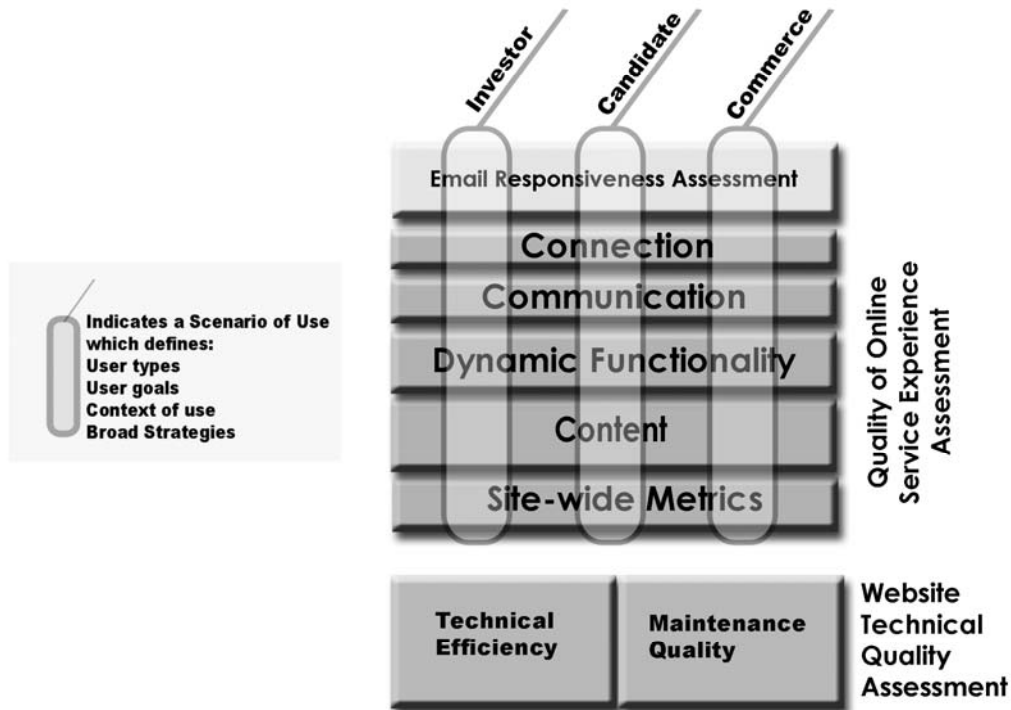 Investor
Candidate
Commerce
Email Responsiveness Assessment
Connection
Communication
Dynamic Functionality
Content
Site-wide Metrics
Quality of Online
Service Experience
Assessment
Indicates a Scenario of Use
which defines:
User types
User goals
Context of use
Broad Strategies
Technical
Efficiency
Maintenance
Quality
Website
Technical
Quality
Assessment